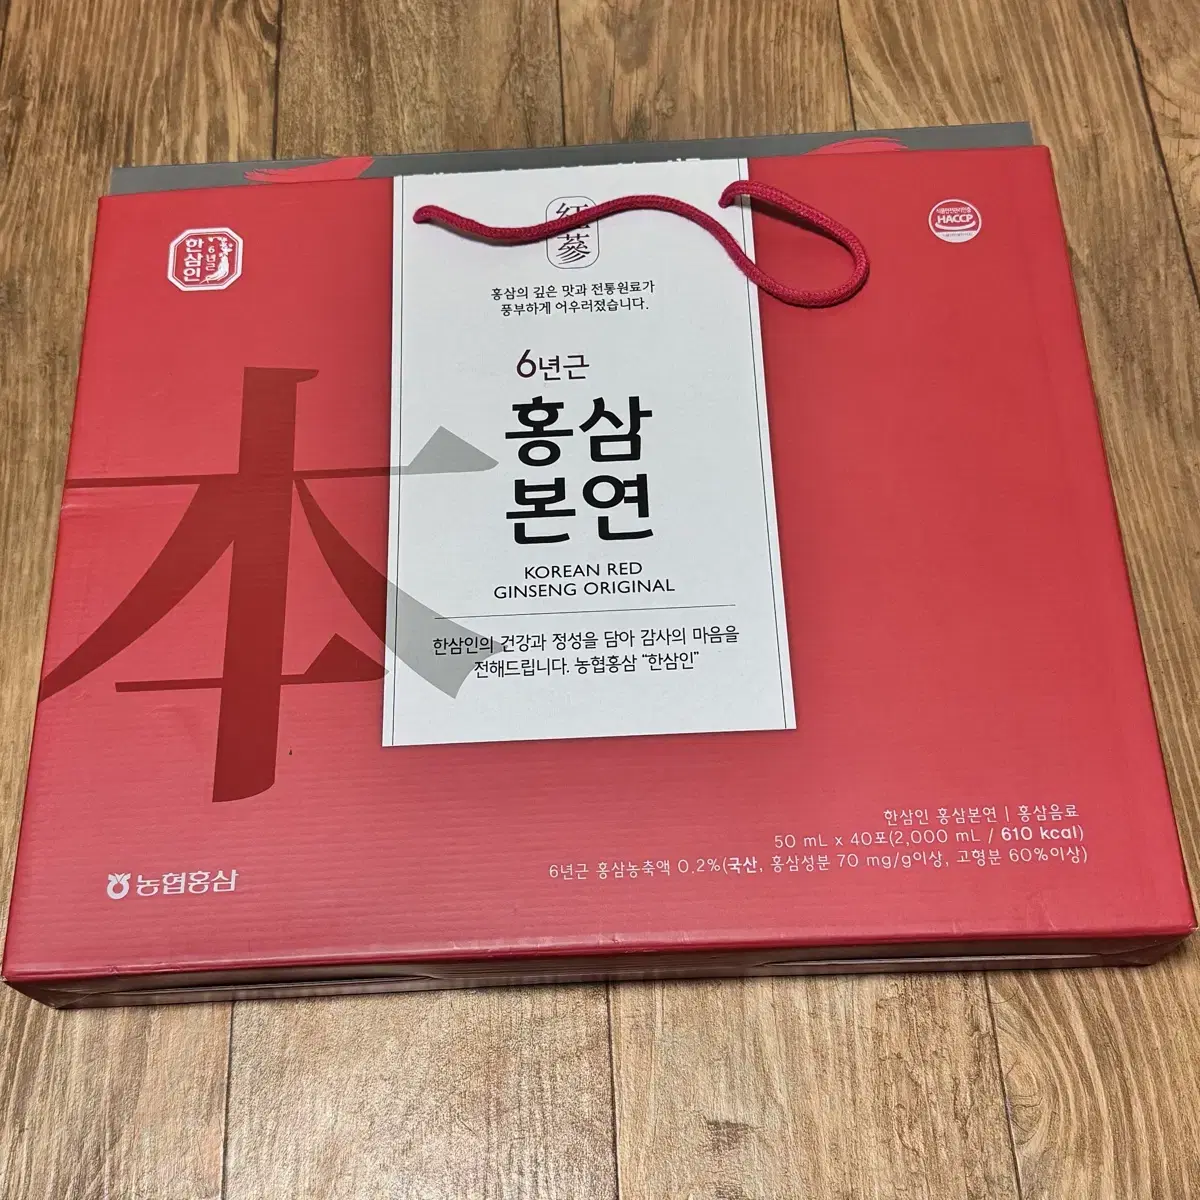 한삼인
6년근
HACCP
紅蔘
홍삼의 깊은 맛과 전통원료가
풍부하게 어우러졌습니다.
6년근
홍삼
본연
KOREAN RED
GINSENG ORIGINAL
한삼인의 건강과 정성을 담아 감사의 마음을
전해드립니다. 농협홍삼 "한삼인"
本
한삼인 홍삼본연 | 홍삼음료
50 mL x 40포(2,000 mL / 610 kcal)
6년근 홍삼농축액 0.2%(국산, 홍삼성분 70 mg/g이상, 고형분 60%이상)
농협홍삼